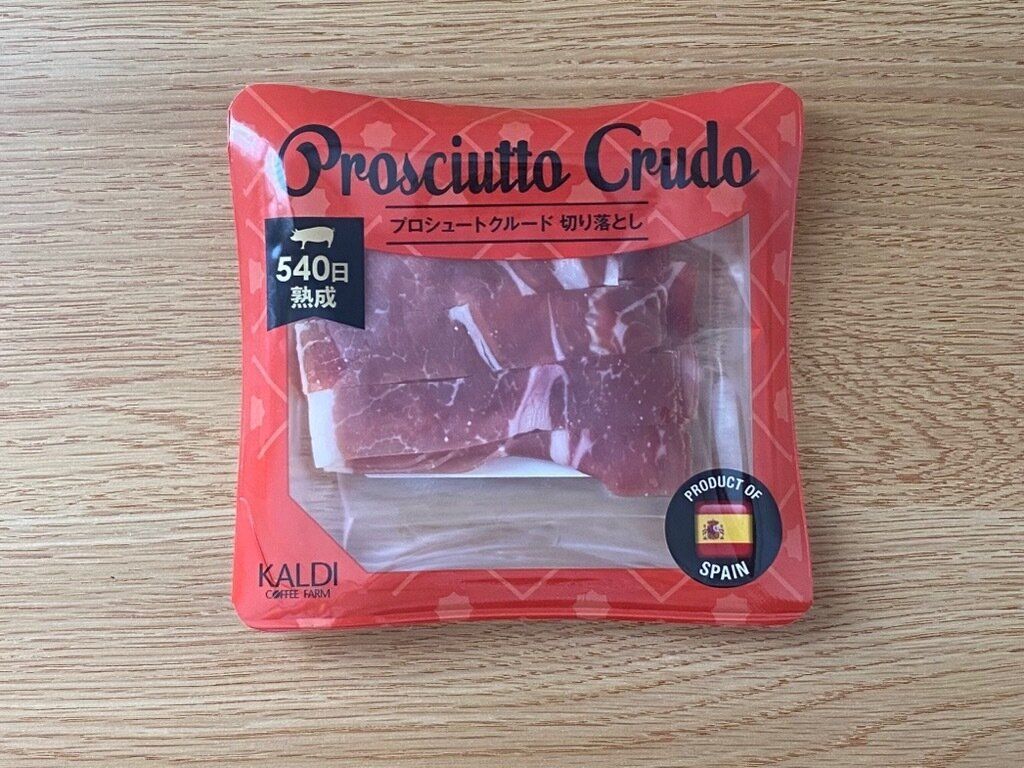 Prosciutto Crudo
プロシュートクルード 切り落とし
540日
熟成
PRODUCT OF
SPAIN
KALDI
COFFEE FARM